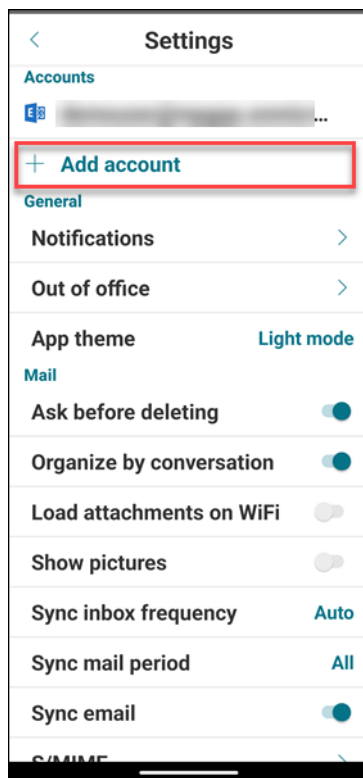 Settings
Accounts
...
+ Add account
General
Notifications
Out of office
App theme Light mode
Mail
Ask before deleting
Organize by conversation
Load attachments on WiFi
Show pictures
Sync inbox frequency Auto
Sync mail period All
Sync email
S/MIME